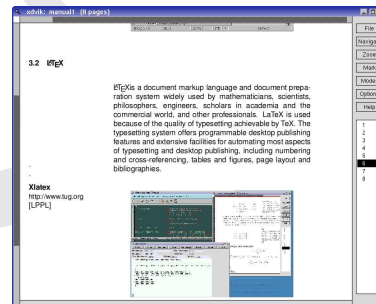 xdvik: manual1 (8 pages)
File
Naviga
Zoom
Mark
Mode
Option
Help
3.2 LATEX
LATEXis a document markup language and document prepa-
ration system widely used by mathematicians, scientists,
philosophers, engineers, scholars in academia and the
commercial world, and other professionals. LaTeX is used
because of the quality of typesetting achievable by TeX. The
typesetting system offers programmable desktop publishing
features and extensive facilities for automating most aspects
of typesetting and desktop publishing, including numbering
and cross-referencing, tables and figures, page layout and
bibliographies.
Xlatex
http://www.tug.org
[LPPL]
1
2
3
4
5
6
7
8